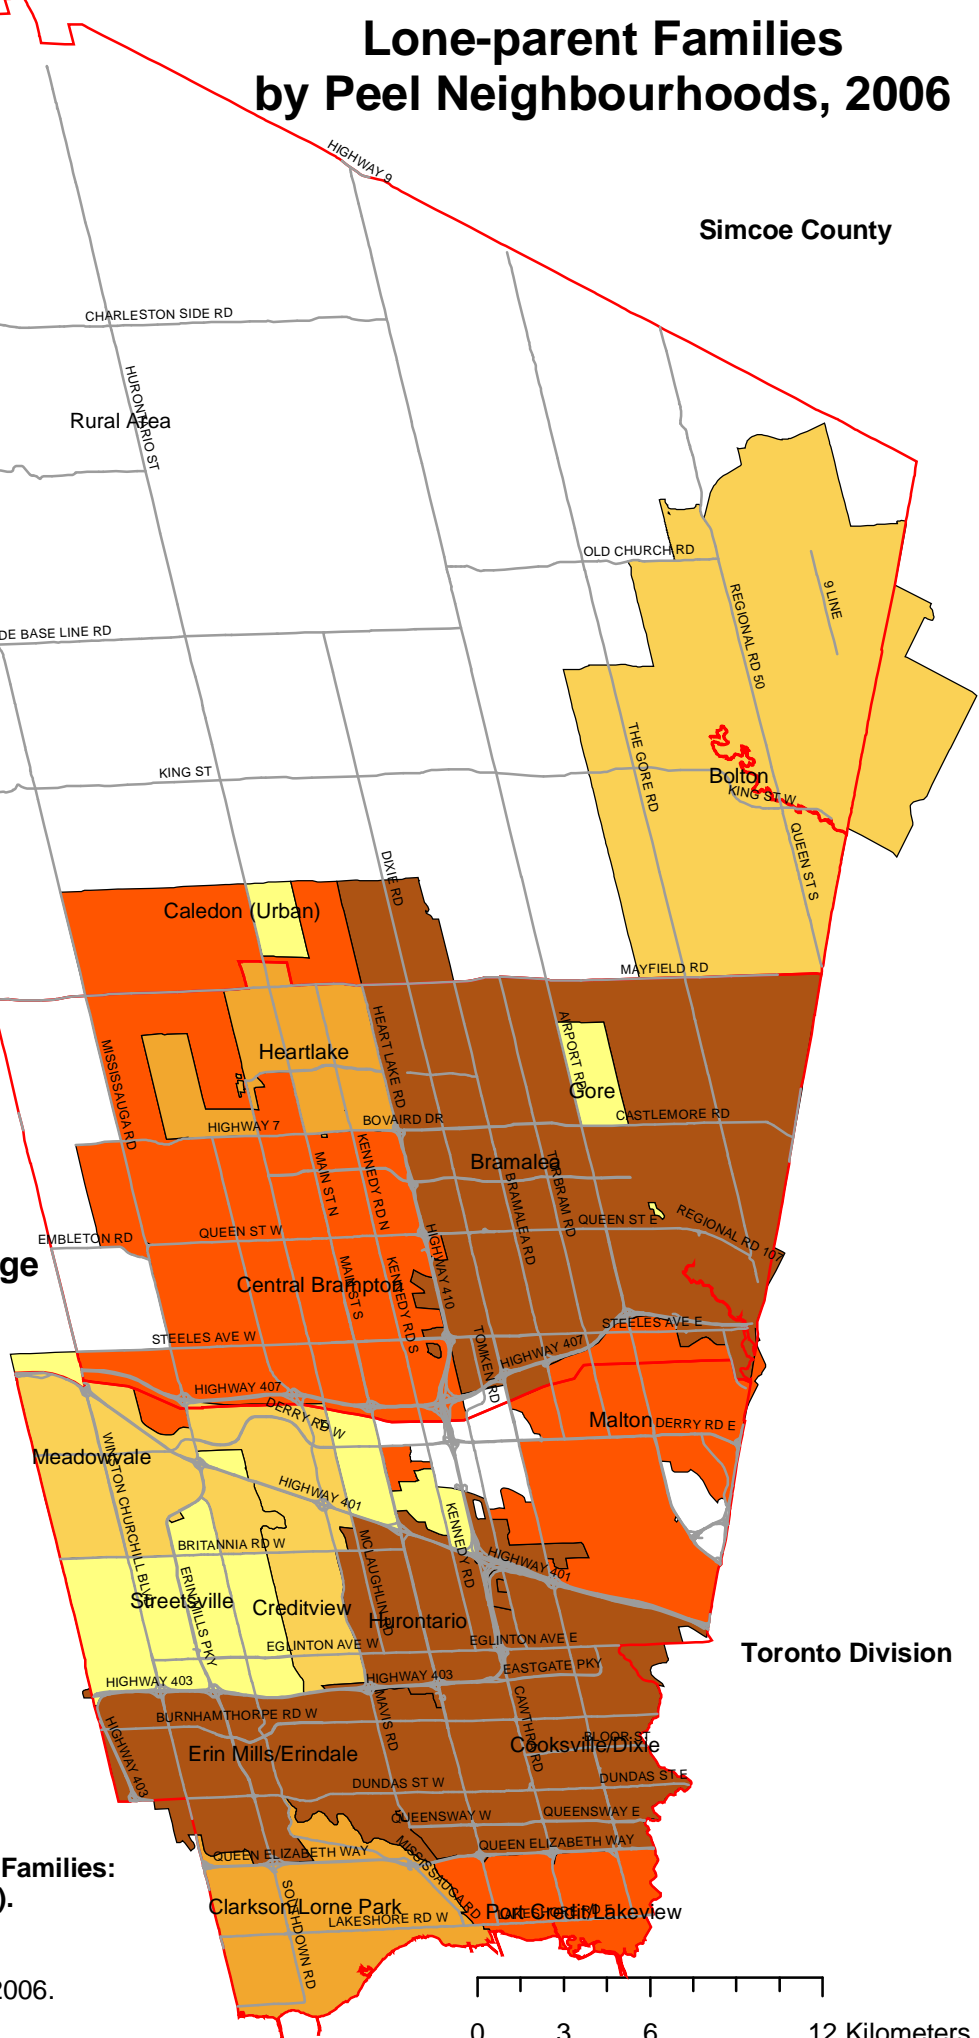 Lone-parent Families
by Peel Neighbourhoods, 2006
HIGHWAY 9
Simcoe County
CHARLESTON SIDE RD
HURONTARIO ST
Rural Area
OLD CHURCH RD
REGIONAL RD 50
9 LINE
DE BASE LINE RD
THE GORE RD
KING ST
Bolton
KING ST W
QUEEN ST S
DIXIE RD
Caledon (Urban)
MAYFIELD RD
HEART LAKE RD
AIRPORT RD
MISSISSAUGA RD
Heartlake
Gore
CASTLEMORE RD
BOVAIRD DR
HIGHWAY 7
KENNEDY RD N
MAIN ST N
Bramalea
TORBRAM RD
BRAMALEA RD
QUEEN ST E
REGIONAL RD 107
EMBLETON RD
QUEEN ST W
HIGHWAY 410
ge
Central Brampton
MAIN ST S
KENNEDY RD S
STEELES AVE E
STEELES AVE W
TOMKEN RD
HIGHWAY 407
HIGHWAY 407
DERRY RD W
Malton
DERRY RD E
Meadowvale
WINSTON CHURCHILL BLVD
HIGHWAY 401
KENNEDY RD
MCLAUGHLIN RD
BRITANNIA RD W
HIGHWAY 401
ERIN MILLS PKY
Streetsville
Creditview
Hurontario
EGLINTON AVE W
EGLINTON AVE E
Toronto Division
EASTGATE PKY
HIGHWAY 403
HIGHWAY 403
MAVIS RD
CAWTHRA RD
BURNHAMTHORPE RD W
HIGHWAY 403
BLOOR ST
Cooksville/Dixie
Erin Mills/Erindale
DUNDAS ST E
DUNDAS ST W
QUEENSWAY W
QUEENSWAY E
QUEEN ELIZABETH WAY
QUEEN ELIZABETH WAY
MISSISSAUGA RD
Families:
).
SOUTHDOWN RD
Clarkson/Lorne Park
Port Credit/Lakeview
LAKESHORE RD E
LAKESHORE RD W
2006.
0 3 6 12 Kilometers